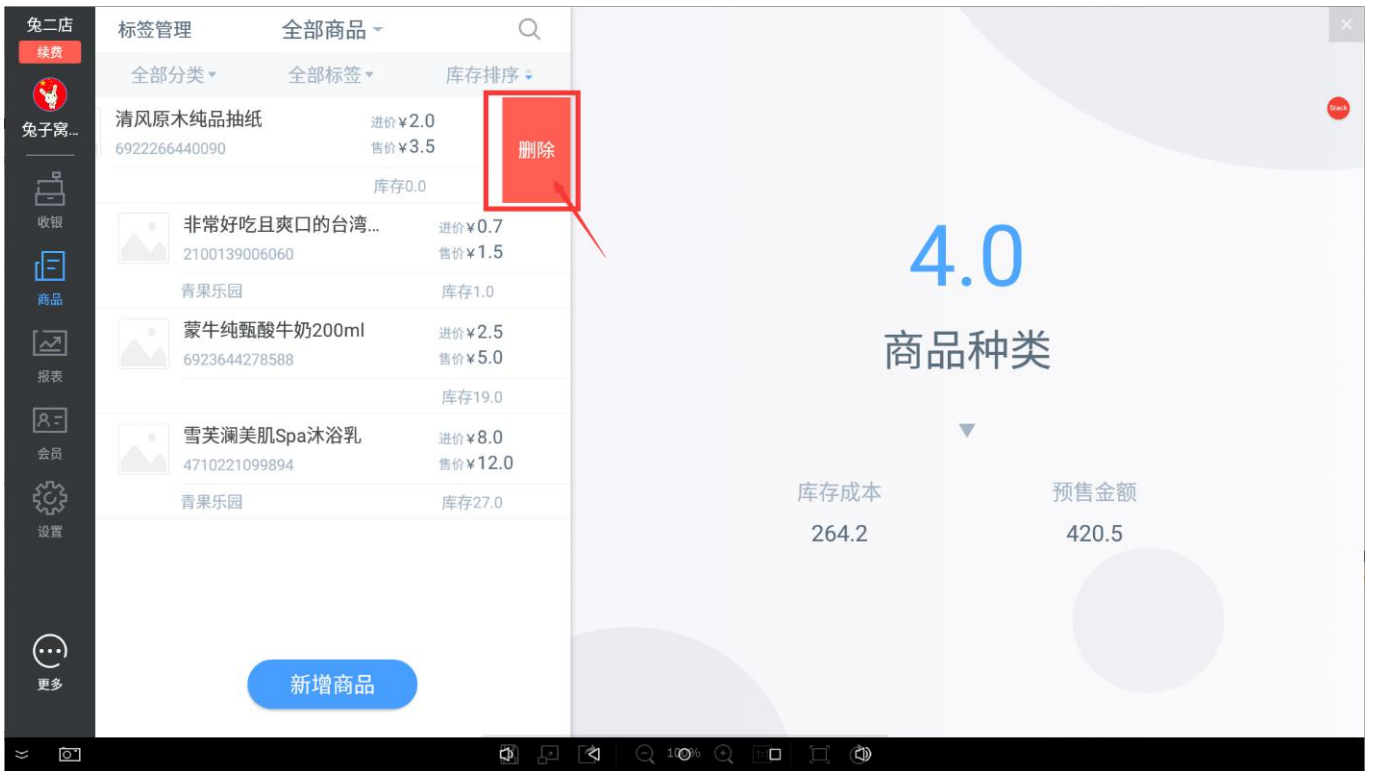 兔二店
续费
兔子窝...
收银
商品
报表
会员
设置
更多
标签管理
全部商品
全部分类
全部标签
库存排序
清风原木纯品抽纸
进价¥2.0
6922266440090
售价¥3.5
库存0.0
删除
非常好吃且爽口的台湾...
进价¥0.7
2100139006060
售价¥1.5
青果乐园
库存1.0
蒙牛纯甄酸牛奶200ml
进价¥2.5
6923644278588
售价¥5.0
库存19.0
雪芙澜美肌Spa沐浴乳
进价¥8.0
4710221099894
售价¥12.0
青果乐园
库存27.0
新增商品
Stack
4.0
商品种类
库存成本
预售金额
264.2
420.5
100%
1:1